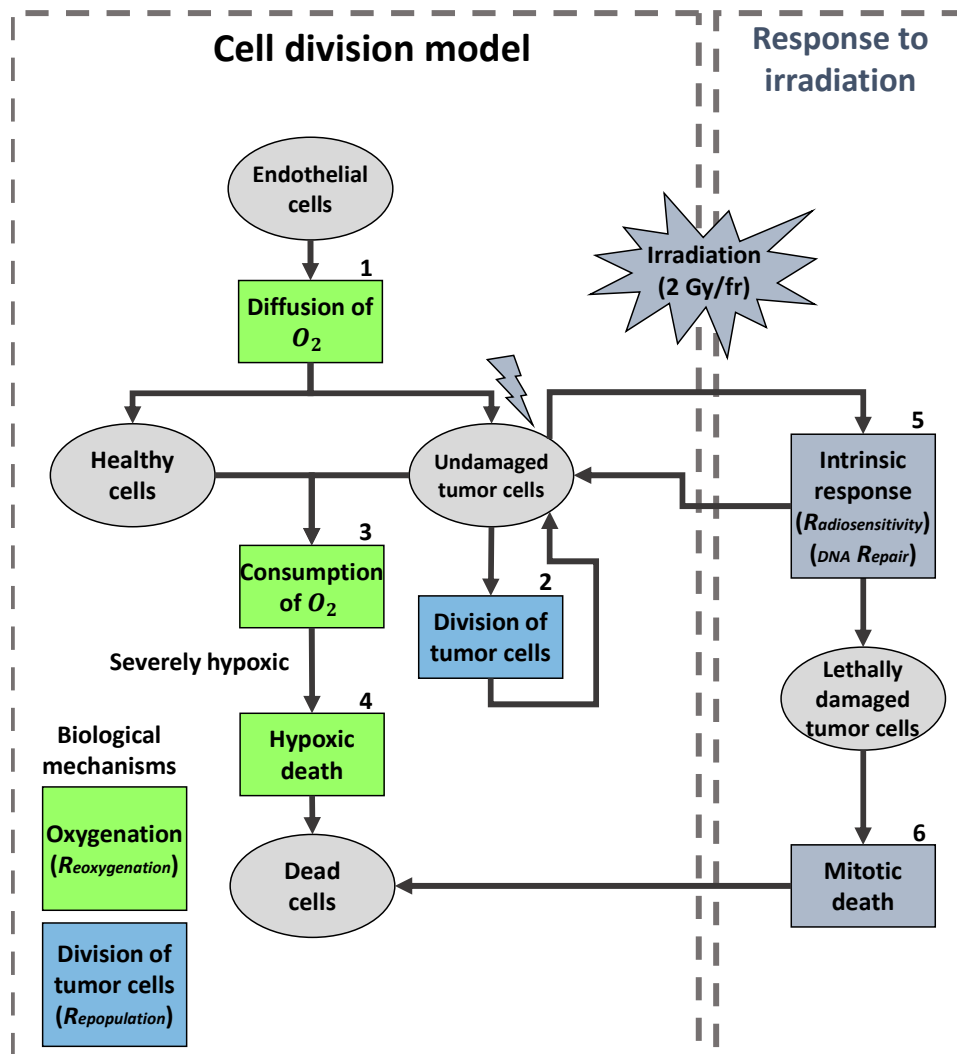 Cell division model
Response to
irradiation
Endothelial
cells
Irradiation
(2 Gy/fr)
1
Diffusion of
O₂
Healthy
cells
Undamaged
tumor cells
5
Intrinsic
response
(Radiosensitivity)
(DNA Repair)
3
Consumption
of O₂
2
Division of
tumor cells
Severely hypoxic
Lethally
damaged
tumor cells
4
Hypoxic
death
Biological
mechanisms
Oxygenation
(Reoxygenation)
6
Mitotic
death
Dead
cells
Division of
tumor cells
(Repopulation)